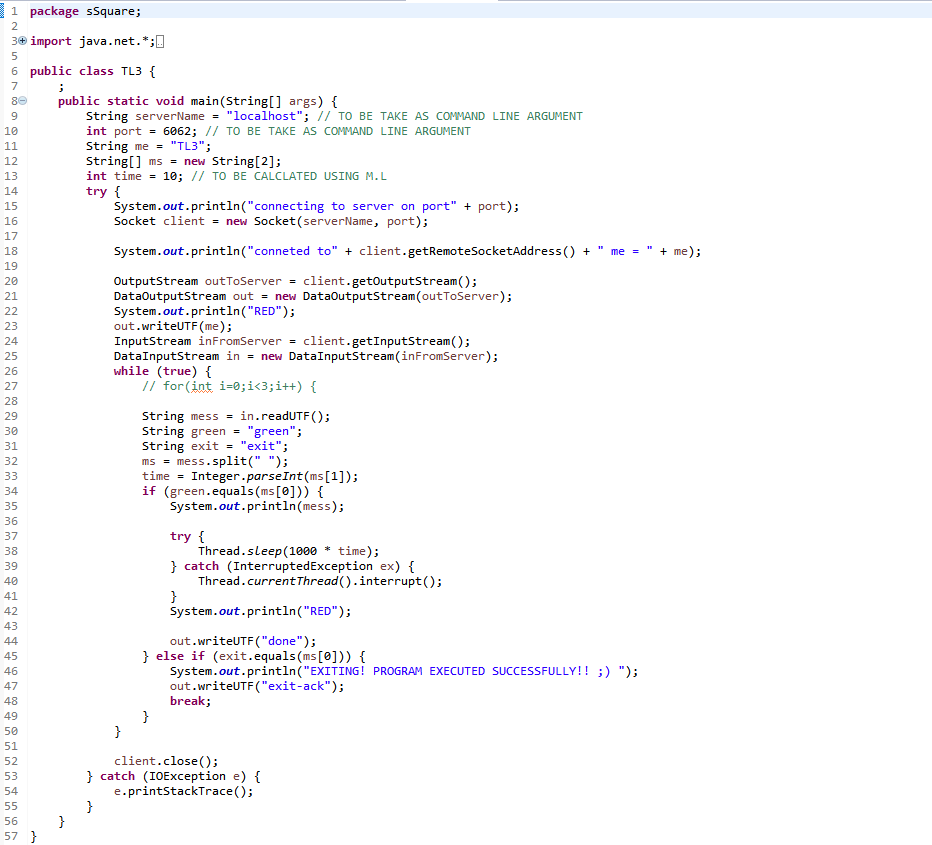 1 package sSquare;
2
3 import java.net.*;
5
6 public class TL3 {
7     ;
8     public static void main(String[] args) {
9         String serverName = "localhost"; // TO BE TAKE AS COMMAND LINE ARGUMENT
10         int port = 6062; // TO BE TAKE AS COMMAND LINE ARGUMENT
11         String me = "TL3";
12         String[] ms = new String[2];
13         int time = 10; // TO BE CALCLATED USING M.L
14         try {
15             System.out.println("connecting to server on port" + port);
16             Socket client = new Socket(serverName, port);
17
18             System.out.println("conneted to" + client.getRemoteSocketAddress() + " me = " + me);
19
20             OutputStream outToServer = client.getOutputStream();
21             DataOutputStream out = new DataOutputStream(outToServer);
22             System.out.println("RED");
23             out.writeUTF(me);
24             InputStream inFromServer = client.getInputStream();
25             DataInputStream in = new DataInputStream(inFromServer);
26             while (true) {
27                 // for(int i=0;i<3;i++) {
28
29                 String mess = in.readUTF();
30                 String green = "green";
31                 String exit = "exit";
32                 ms = mess.split(" ");
33                 time = Integer.parseInt(ms[1]);
34                 if (green.equals(ms[0])) {
35                     System.out.println(mess);
36
37                     try {
38                         Thread.sleep(1000 * time);
39                     } catch (InterruptedException ex) {
40                         Thread.currentThread().interrupt();
41                     }
42                     System.out.println("RED");
43
44                     out.writeUTF("done");
45                 } else if (exit.equals(ms[0])) {
46                     System.out.println("EXITING! PROGRAM EXECUTED SUCCESSFULLY!! ;) ");
47                     out.writeUTF("exit-ack");
48                     break;
49                 }
50             }
51
52             client.close();
53         } catch (IOException e) {
54             e.printStackTrace();
55         }
56     }
57 }